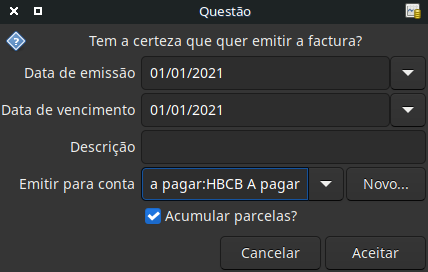 Questão
Tem a certeza que quer emitir a factura?
Data de emissão 01/01/2021
Data de vencimento 01/01/2021
Descrição
Emitir para conta a pagar:HBCB A pagar Novo...
Acumular parcelas?
Cancelar Aceitar